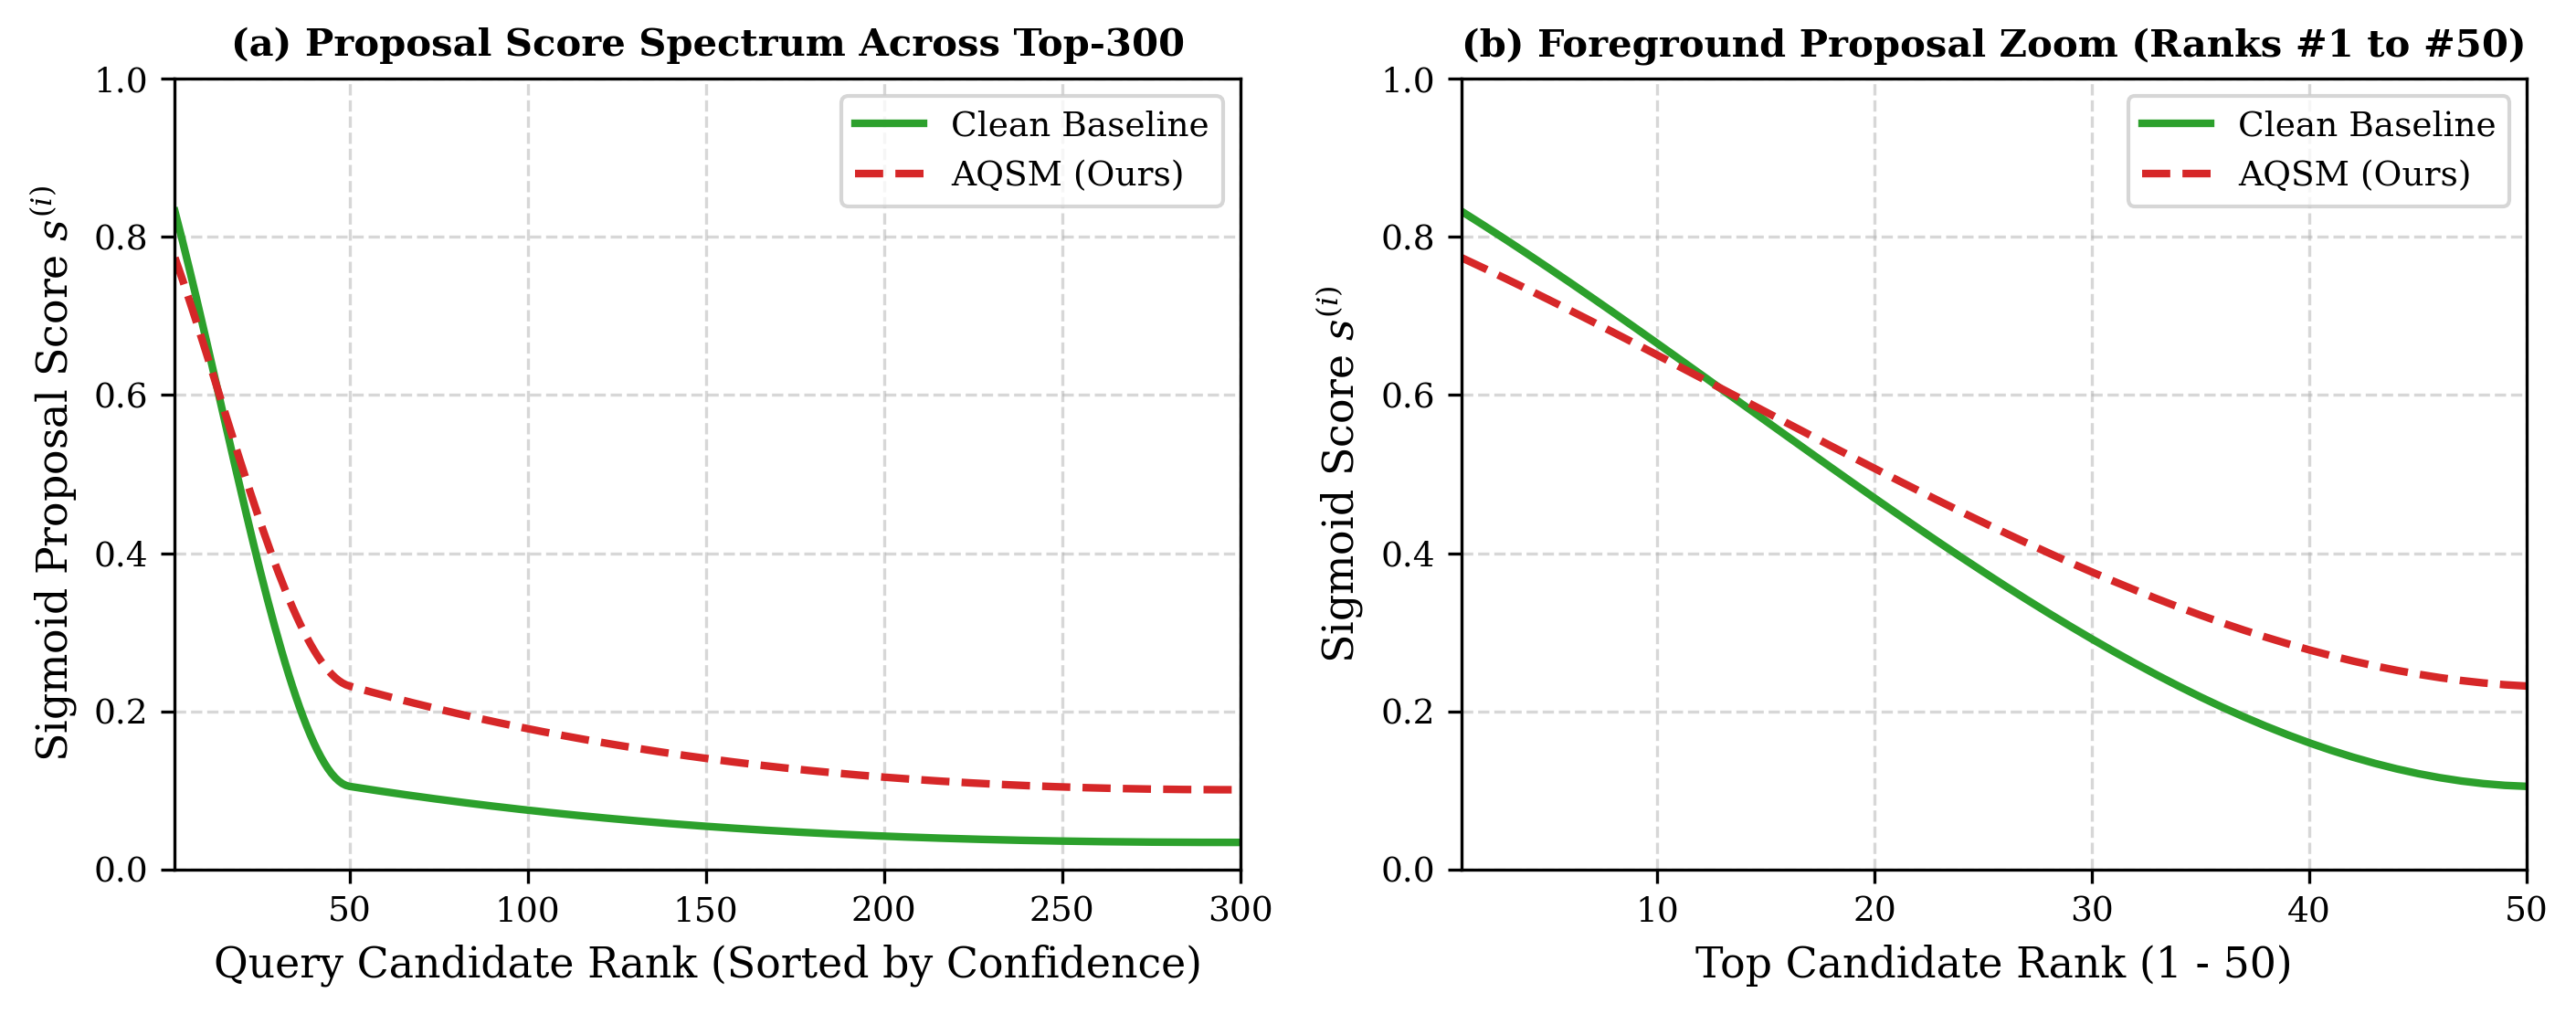 (a) Proposal Score Spectrum Across Top-300
Sigmoid Proposal Score s^(i)
1.0
0.8
0.6
0.4
0.2
0.0
Clean Baseline
AQSM (Ours)
50 100 150 200 250 300
Query Candidate Rank (Sorted by Confidence)
(b) Foreground Proposal Zoom (Ranks #1 to #50)
Sigmoid Score s^(i)
1.0
0.8
0.6
0.4
0.2
0.0
Clean Baseline
AQSM (Ours)
10 20 30 40 50
Top Candidate Rank (1 - 50)